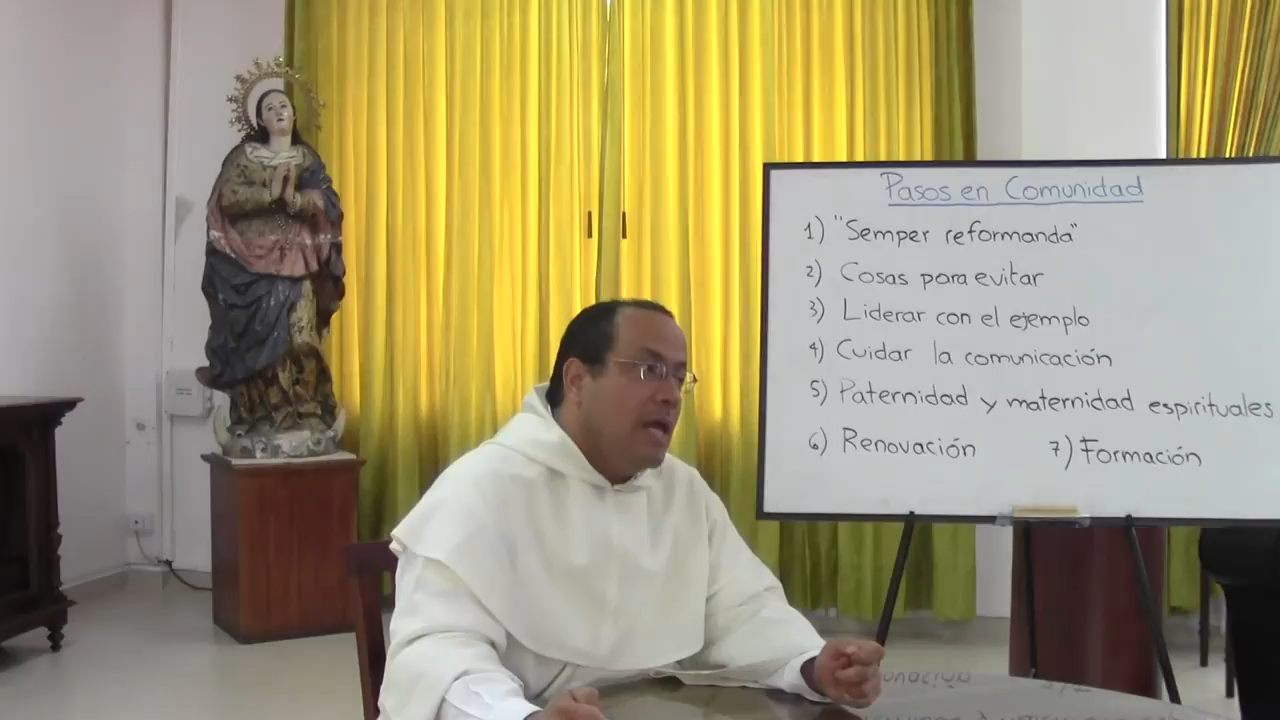 Pasos en Comunidad
1) "Semper reformanda"
2) Cosas para evitar
3) Liderar con el ejemplo
4) Cuidar la comunicación
5) Paternidad y maternidad espirituales
6) Renovación 7) Formación